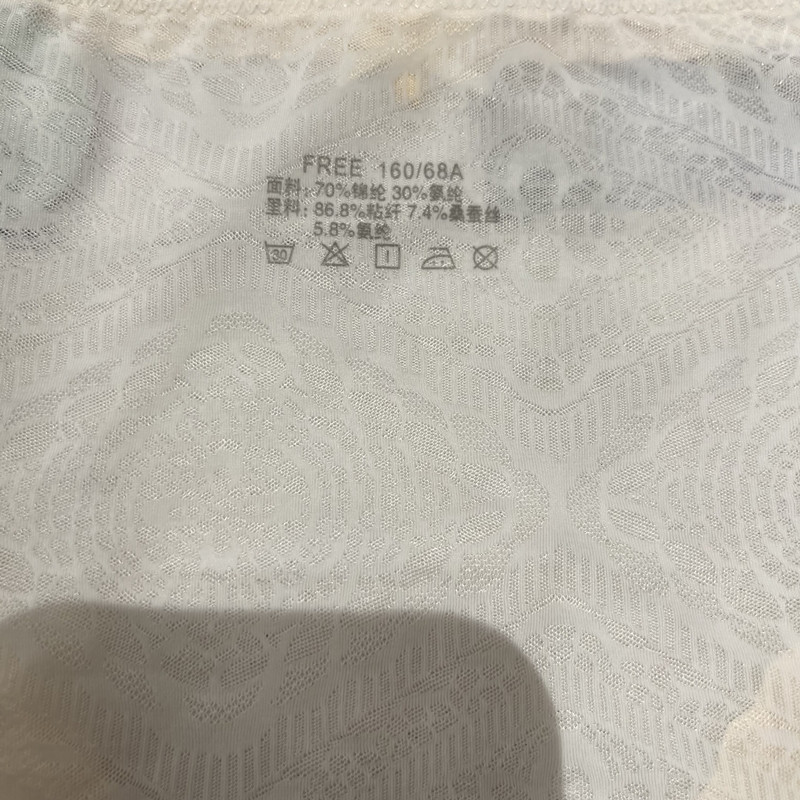 FREE 160/68A
面料: 70%锦纶 30%氨纶
里料: 86.8%粘纤 7.4%桑蚕丝
5.8%氨纶
30